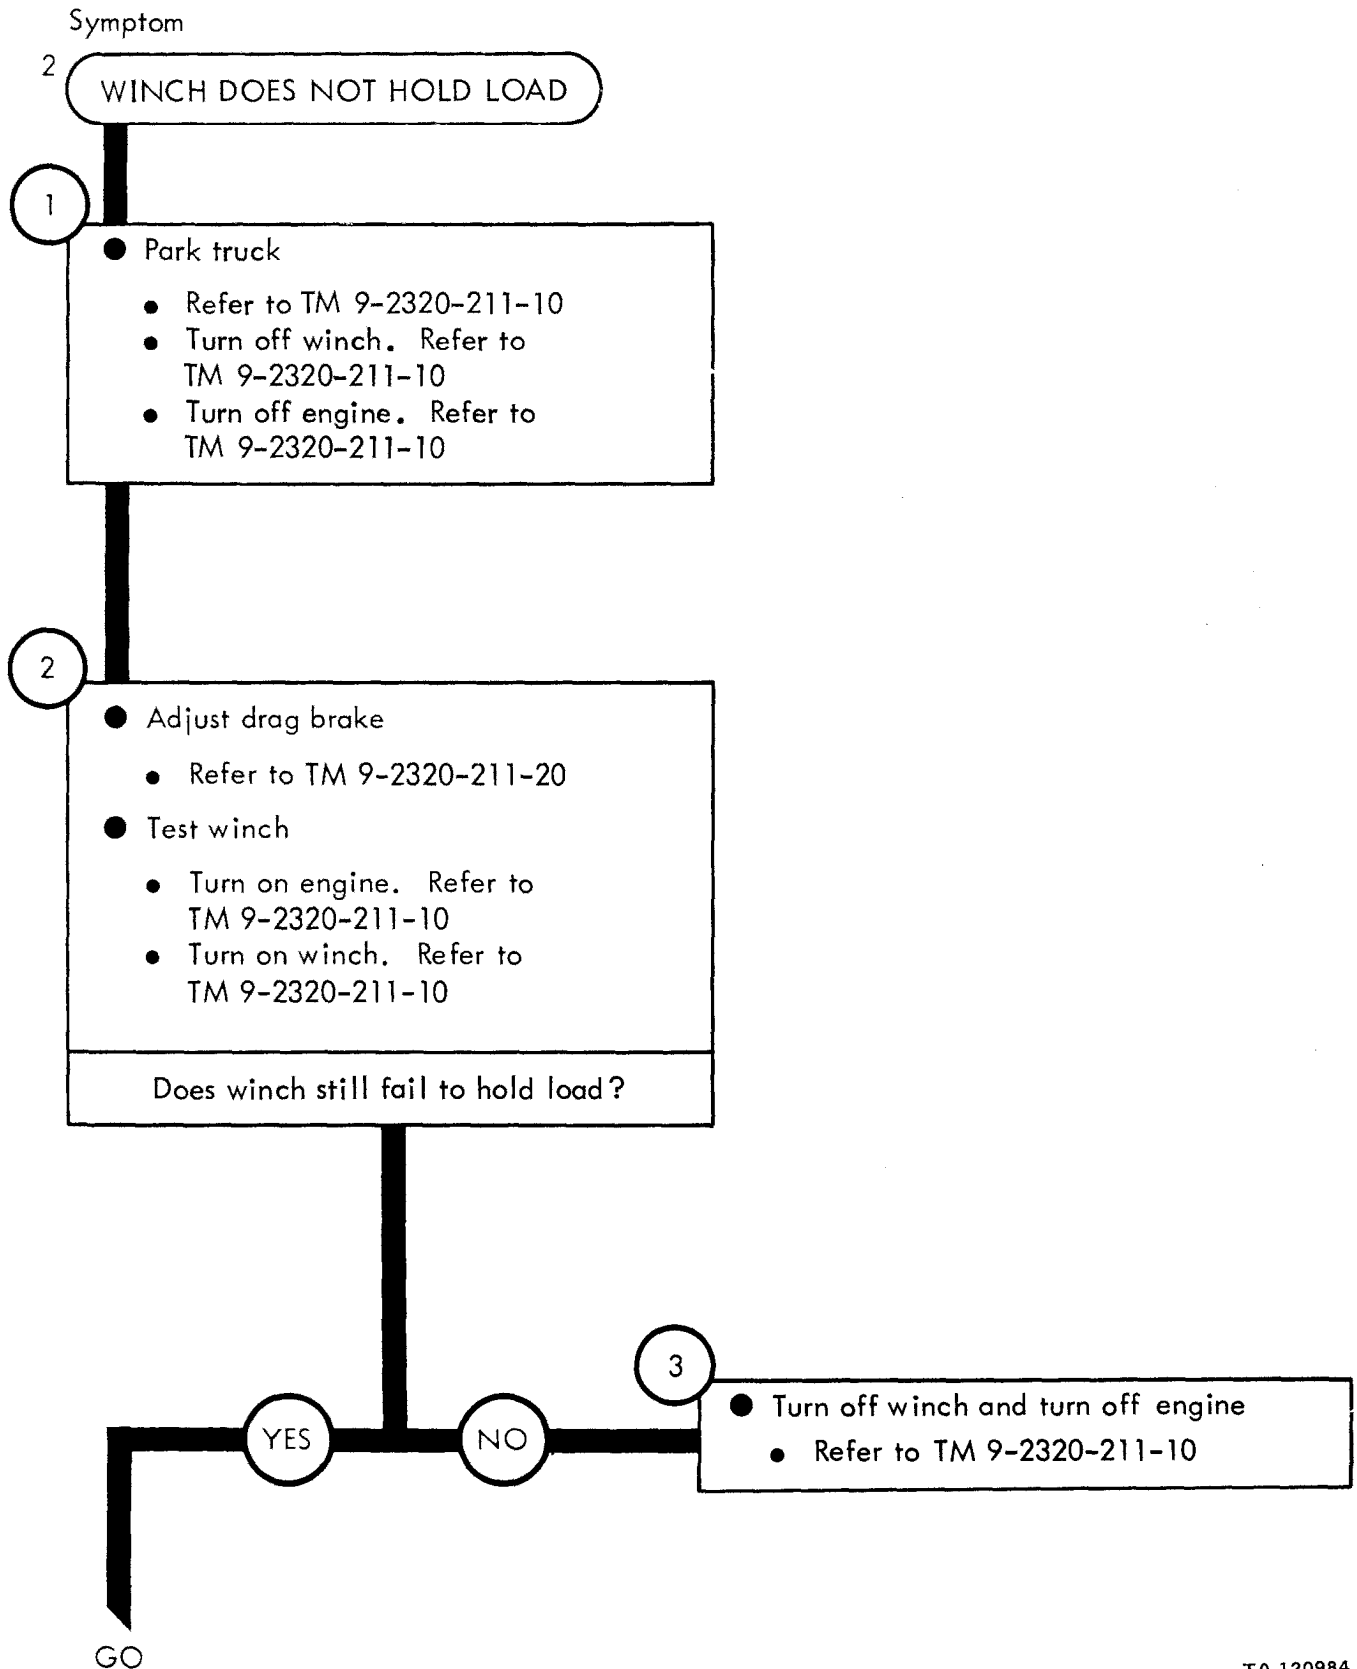 Symptom
2
WINCH DOES NOT HOLD LOAD
1
● Park truck
● Refer to TM 9-2320-211-10
● Turn off winch. Refer to
TM 9-2320-211-10
● Turn off engine. Refer to
TM 9-2320-211-10
2
● Adjust drag brake
● Refer to TM 9-2320-211-20
● Test winch
● Turn on engine. Refer to
TM 9-2320-211-10
● Turn on winch. Refer to
TM 9-2320-211-10
Does winch still fail to hold load?
YES
NO
3
● Turn off winch and turn off engine
● Refer to TM 9-2320-211-10
GO
TA 120984